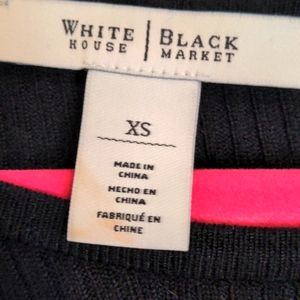 WHITE BLACK
HOUSE MARKET
XS
MADE IN
CHINA
HECHO EN
CHINA
FABRIQUÉ EN
CHINE